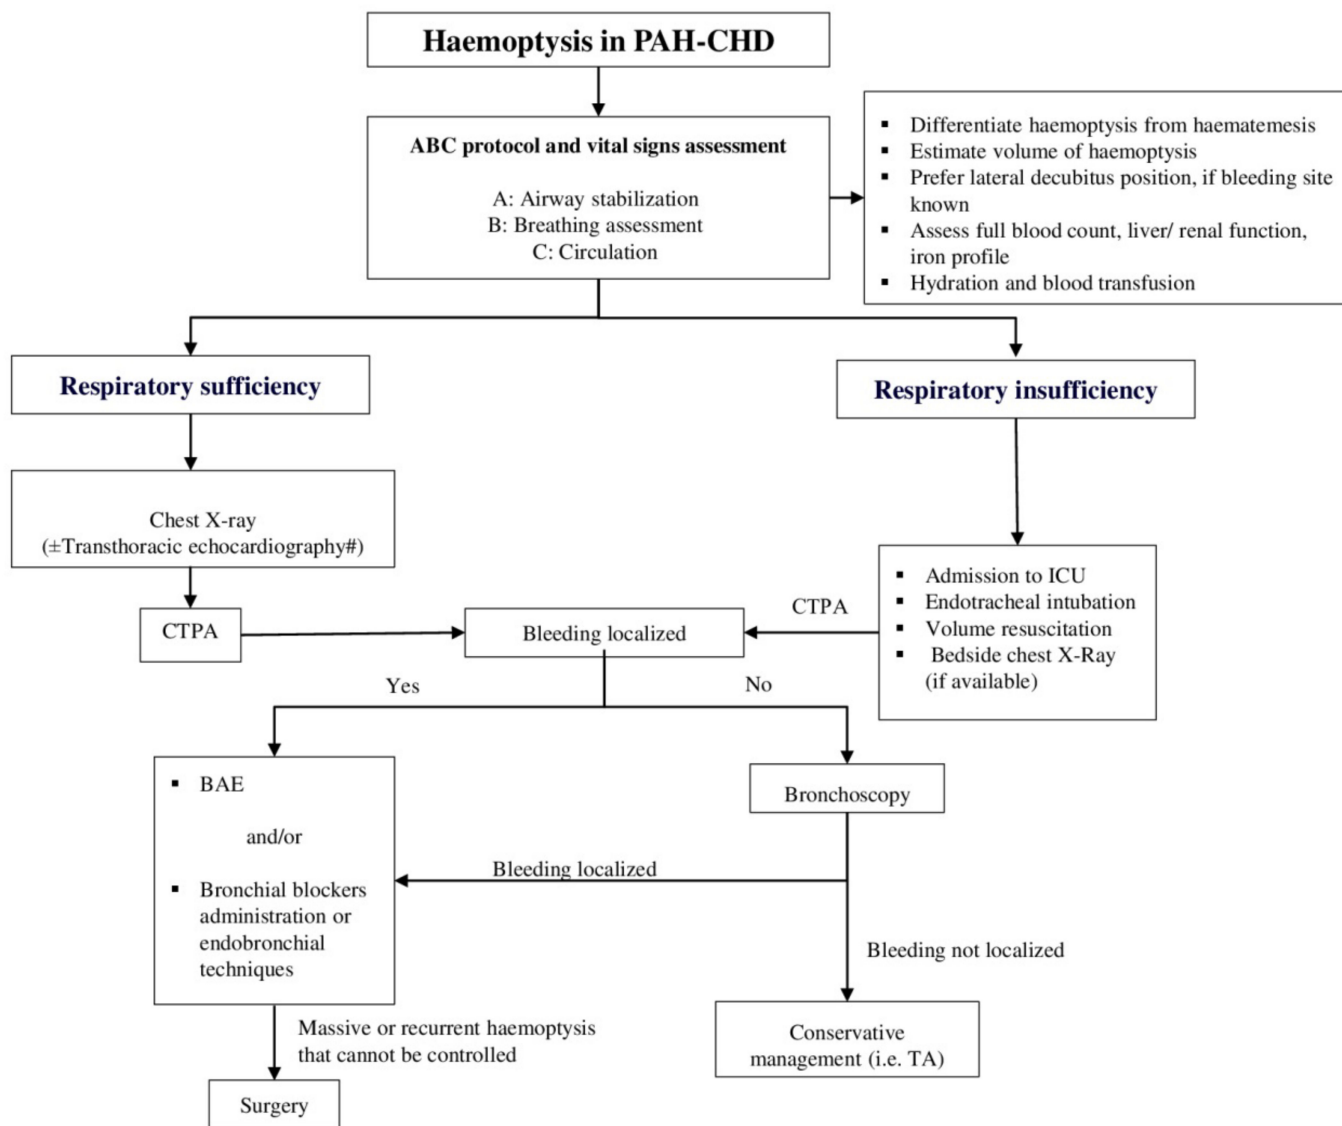 Haemoptysis in PAH-CHD
ABC protocol and vital signs assessment
A: Airway stabilization
B: Breathing assessment
C: Circulation
▪ Differentiate haemoptysis from haematemesis
▪ Estimate volume of haemoptysis
▪ Prefer lateral decubitus position, if bleeding site
known
▪ Assess full blood count, liver/ renal function,
iron profile
▪ Hydration and blood transfusion
Respiratory sufficiency
Respiratory insufficiency
Chest X-ray
(±Transthoracic echocardiography#)
▪ Admission to ICU
▪ Endotracheal intubation
▪ Volume resuscitation
▪ Bedside chest X-Ray
(if available)
CTPA
Bleeding localized
CTPA
Yes
No
▪ BAE
and/or
▪ Bronchial blockers
administration or
endobronchial
techniques
Bronchoscopy
Bleeding localized
Bleeding not localized
Massive or recurrent haemoptysis
that cannot be controlled
Conservative
management (i.e. TA)
Surgery